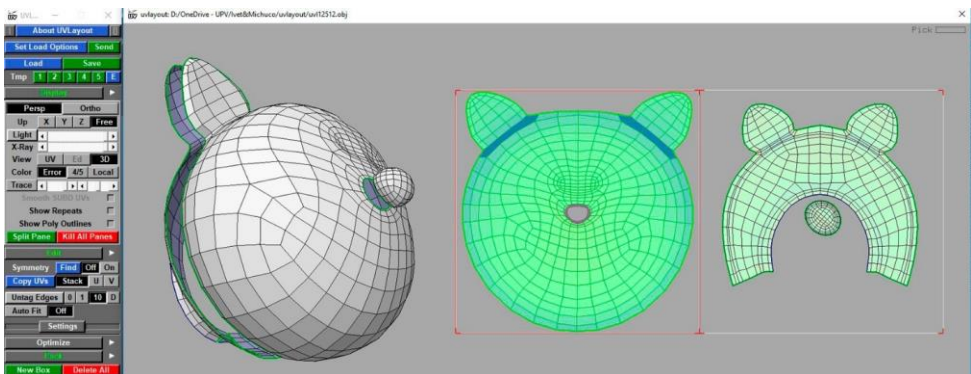 UVL...
uvlayout: D:/OneDrive - UPV/Ivet&Michuco/uvlayout/uvl12512.obj
About UVLayout
Pick
Set Load Options Send
Load Save
Tmp 1 2 3 4 5 E
Display
Persp Ortho
Up X Y Z Free
Light
X-Ray
View UV Ed 3D
Color Error 4/5 Local
Trace
Smooth SUBD UVs
Show Repeats
Show Poly Outlines
Split Pane Kill All Panes
Edit
Symmetry Find Off On
Copy UVs Stack U V
Untag Edges 0 1 10 D
Auto Fit Off
Settings
Optimize
Pack
New Box Delete All